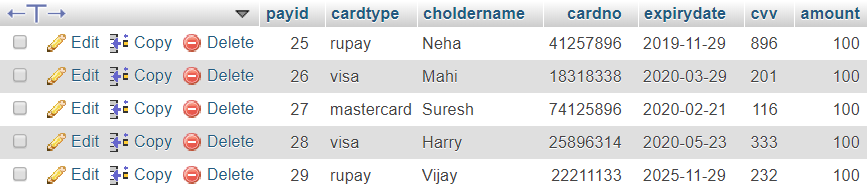 payid cardtype choldername cardno expirydate cvv amount
Edit Copy Delete 25 rupay Neha 41257896 2019-11-29 896 100
Edit Copy Delete 26 visa Mahi 18318338 2020-03-29 201 100
Edit Copy Delete 27 mastercard Suresh 74125896 2020-02-21 116 100
Edit Copy Delete 28 visa Harry 25896314 2020-05-23 333 100
Edit Copy Delete 29 rupay Vijay 22211133 2025-11-29 232 100